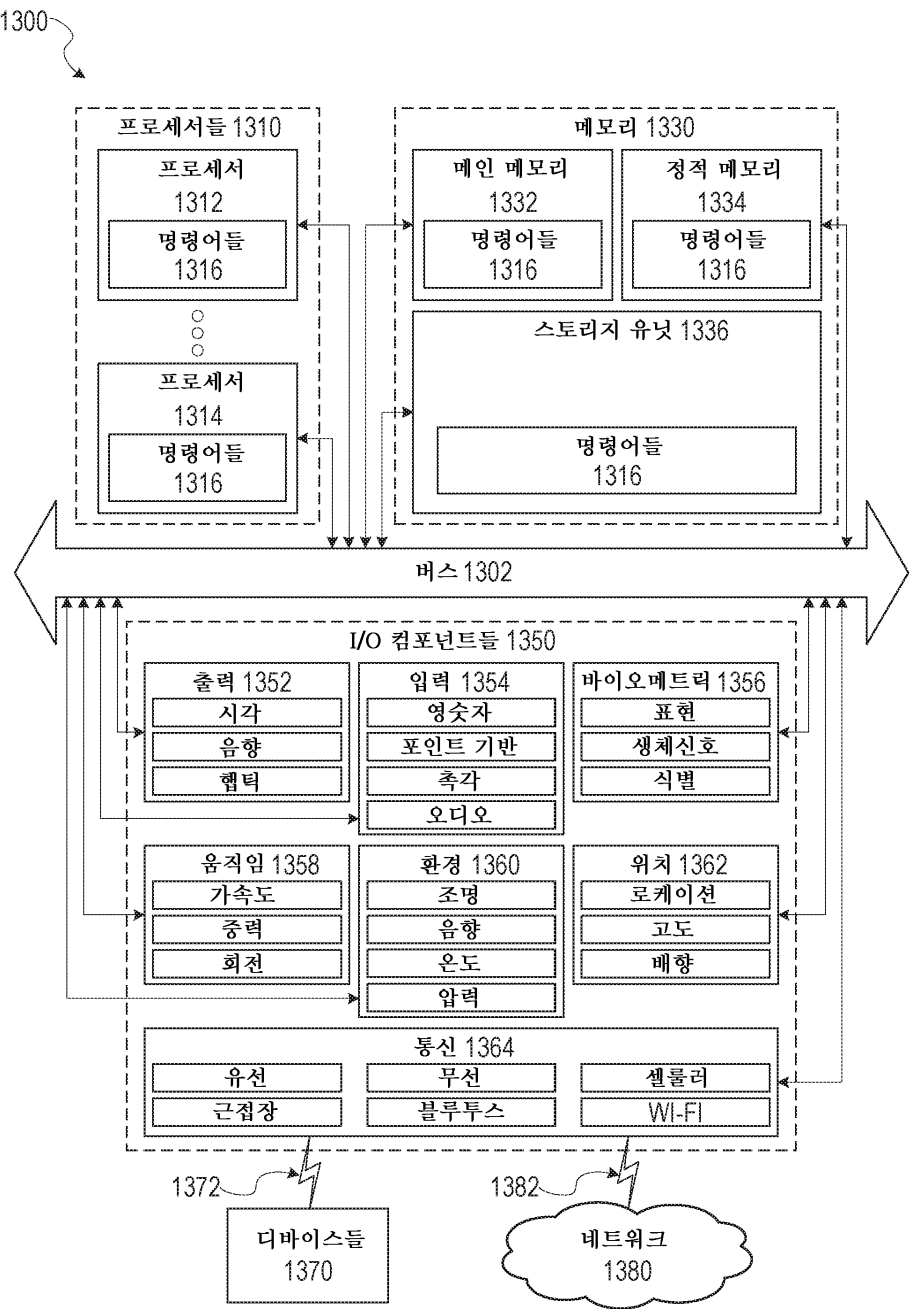 1300
프로세서들 1310
프로세서
1312
명령어들
1316
프로세서
1314
명령어들
1316
메모리 1330
메인 메모리
1332
명령어들
1316
정적 메모리
1334
명령어들
1316
스토리지 유닛 1336
명령어들
1316
버스 1302
I/O 컴포넌트들 1350
출력 1352
시각
음향
햅틱
입력 1354
영숫자
포인트 기반
촉각
오디오
바이오메트릭 1356
표현
생체신호
식별
움직임 1358
가속도
중력
회전
환경 1360
조명
음향
온도
압력
위치 1362
로케이션
고도
배향
통신 1364
유선
무선
셀룰러
근접장
블루투스
WI-FI
1372
1382
디바이스들
1370
네트워크
1380